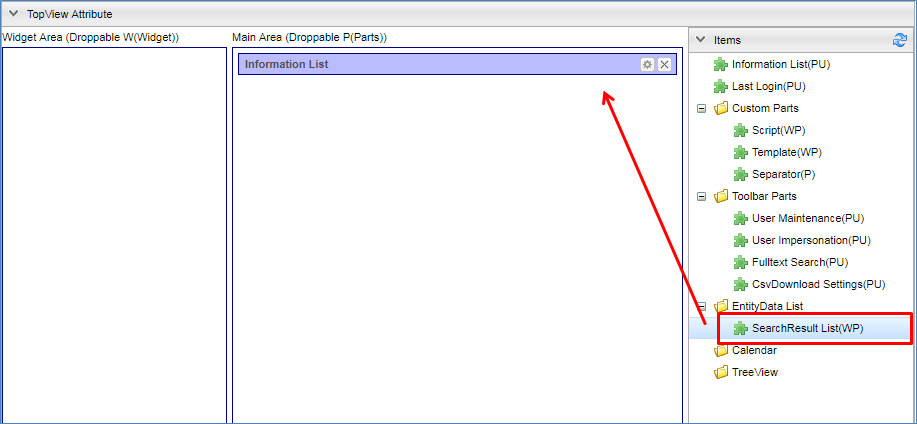 TopView Attribute
Widget Area (Droppable W(Widget))
Main Area (Droppable P(Parts))
Information List
Items
Information List(PU)
Last Login(PU)
Custom Parts
Script(WP)
Template(WP)
Separator(P)
Toolbar Parts
User Maintenance(PU)
User Impersonation(PU)
Fulltext Search(PU)
CsvDownload Settings(PU)
EntityData List
SearchResult List(WP)
Calendar
TreeView